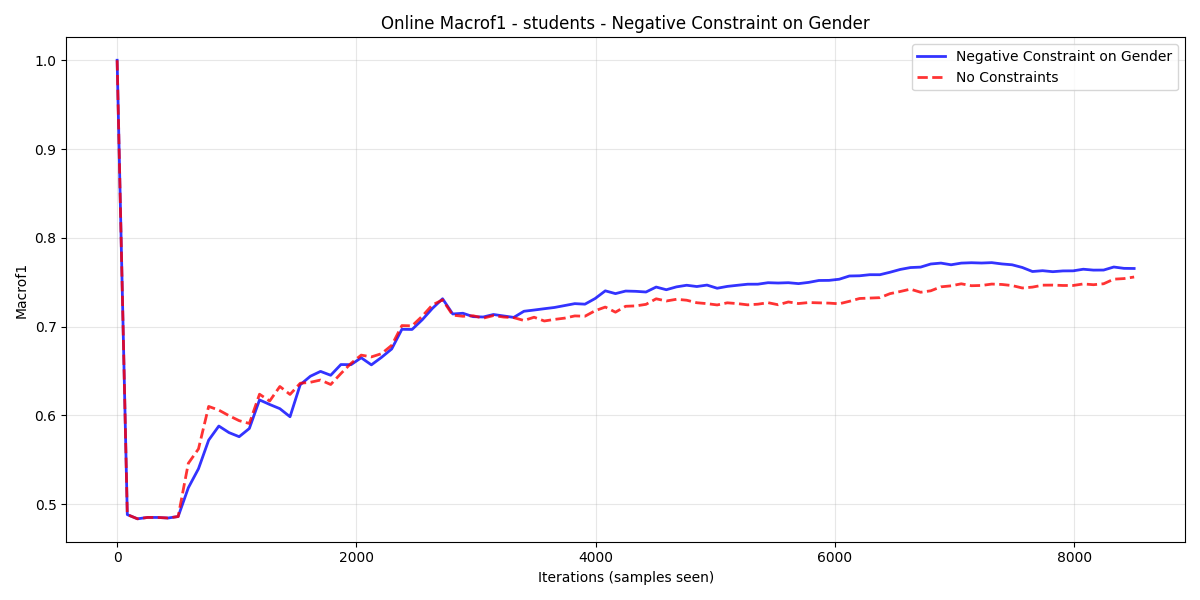 Online Macrof1 - students - Negative Constraint on Gender
Negative Constraint on Gender
No Constraints
Macrof1
1.0
0.9
0.8
0.7
0.6
0.5
0
2000
4000
6000
8000
Iterations (samples seen)